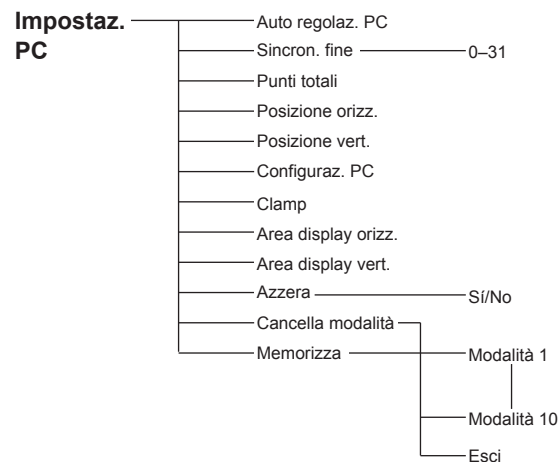 Impostaz.
PC
Auto regolaz. PC
Sincron. fine
0–31
Punti totali
Posizione orizz.
Posizione vert.
Configuraz. PC
Clamp
Area display orizz.
Area display vert.
Azzera
Sí/No
Cancella modalità
Memorizza
Modalità 1
Modalità 10
Esci